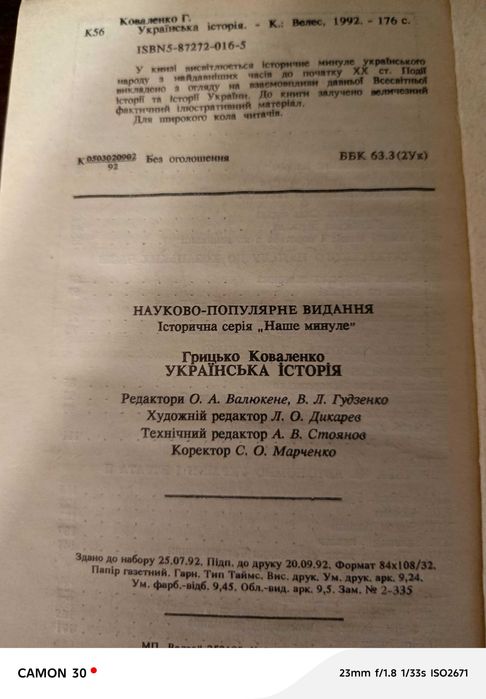 Коваленко Г.
К56 Українська історія. - К.: Велес, 1992. - 176 с.
ISBN5-87272-016-5
У книзі висвітлюється історичне минуле українського
народу з найдавніших часів до початку XX ст. Події
викладено з огляду на взаємовпливи давньої Всесвітньої
історії та історії України. До книги залучено величезний
фактичний ілюстративний матеріал.
Для широкого кола читачів.
К 0503020902 Без оголошення ББК 63.3(2Ук)
92
НАУКОВО-ПОПУЛЯРНЕ ВИДАННЯ
Історична серія „Наше минуле"
Грицько Коваленко
УКРАЇНСЬКА ІСТОРІЯ
Редактори О. А. Валюкене, В. Л. Гудзенко
Художній редактор Л. О. Дикарев
Технічний редактор А. В. Стоянов
Коректор С. О. Марченко
Здано до набору 25.07.92. Підп. до друку 20.09.92. Формат 84х108/32.
Папір газетний. Гарн. Тип Таймс. Вис. друк. Ум. друк. арк. 9,24.
Ум. фарб.-відб. 9,45. Обл.-вид. арк. 9,5. Зам. № 2-335
МП
CAMON 30 23mm f/1.8 1/33s ISO2671